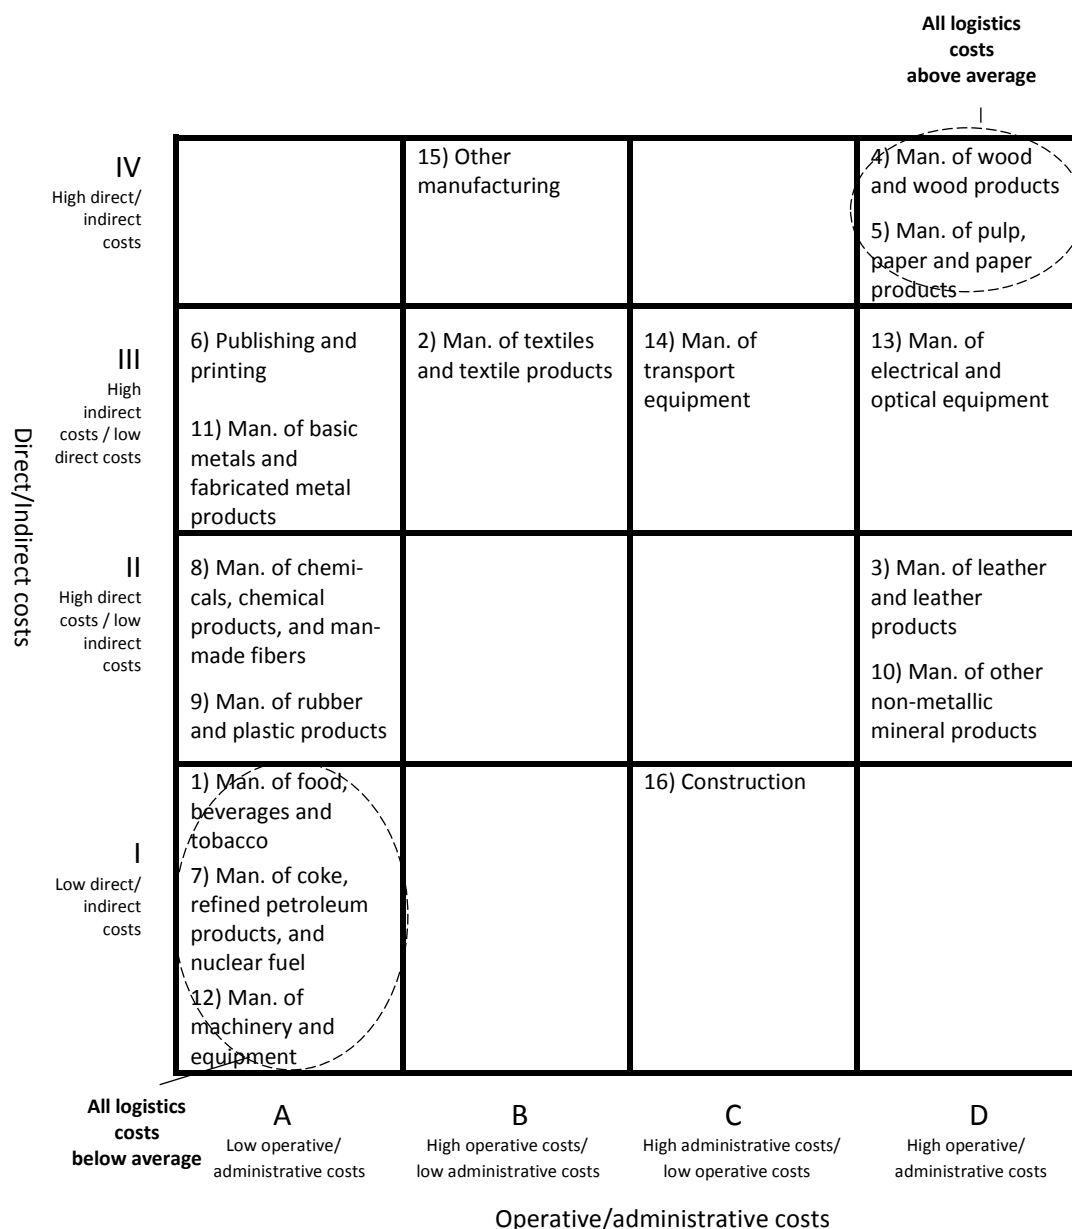 All logistics
costs
above average
IV
High direct/
indirect
costs
15) Other
manufacturing
4) Man. of wood
and wood products
5) Man. of pulp,
paper and paper
products
III
High
indirect
costs / low
direct costs
6) Publishing and
printing
11) Man. of basic
metals and
fabricated metal
products
2) Man. of textiles
and textile products
14) Man. of
transport
equipment
13) Man. of
electrical and
optical equipment
Direct/Indirect costs
II
High direct
costs / low
indirect
costs
8) Man. of chemi-
cals, chemical
products, and man-
made fibers
9) Man. of rubber
and plastic products
3) Man. of leather
and leather
products
10) Man. of other
non-metallic
mineral products
I
Low direct/
indirect
costs
1) Man. of food,
beverages and
tobacco
7) Man. of coke,
refined petroleum
products, and
nuclear fuel
12) Man. of
machinery and
equipment
16) Construction
All logistics
costs
below average
A
Low operative/
administrative costs
B
High operative costs/
low administrative costs
C
High administrative costs/
low operative costs
D
High operative/
administrative costs
Operative/administrative costs